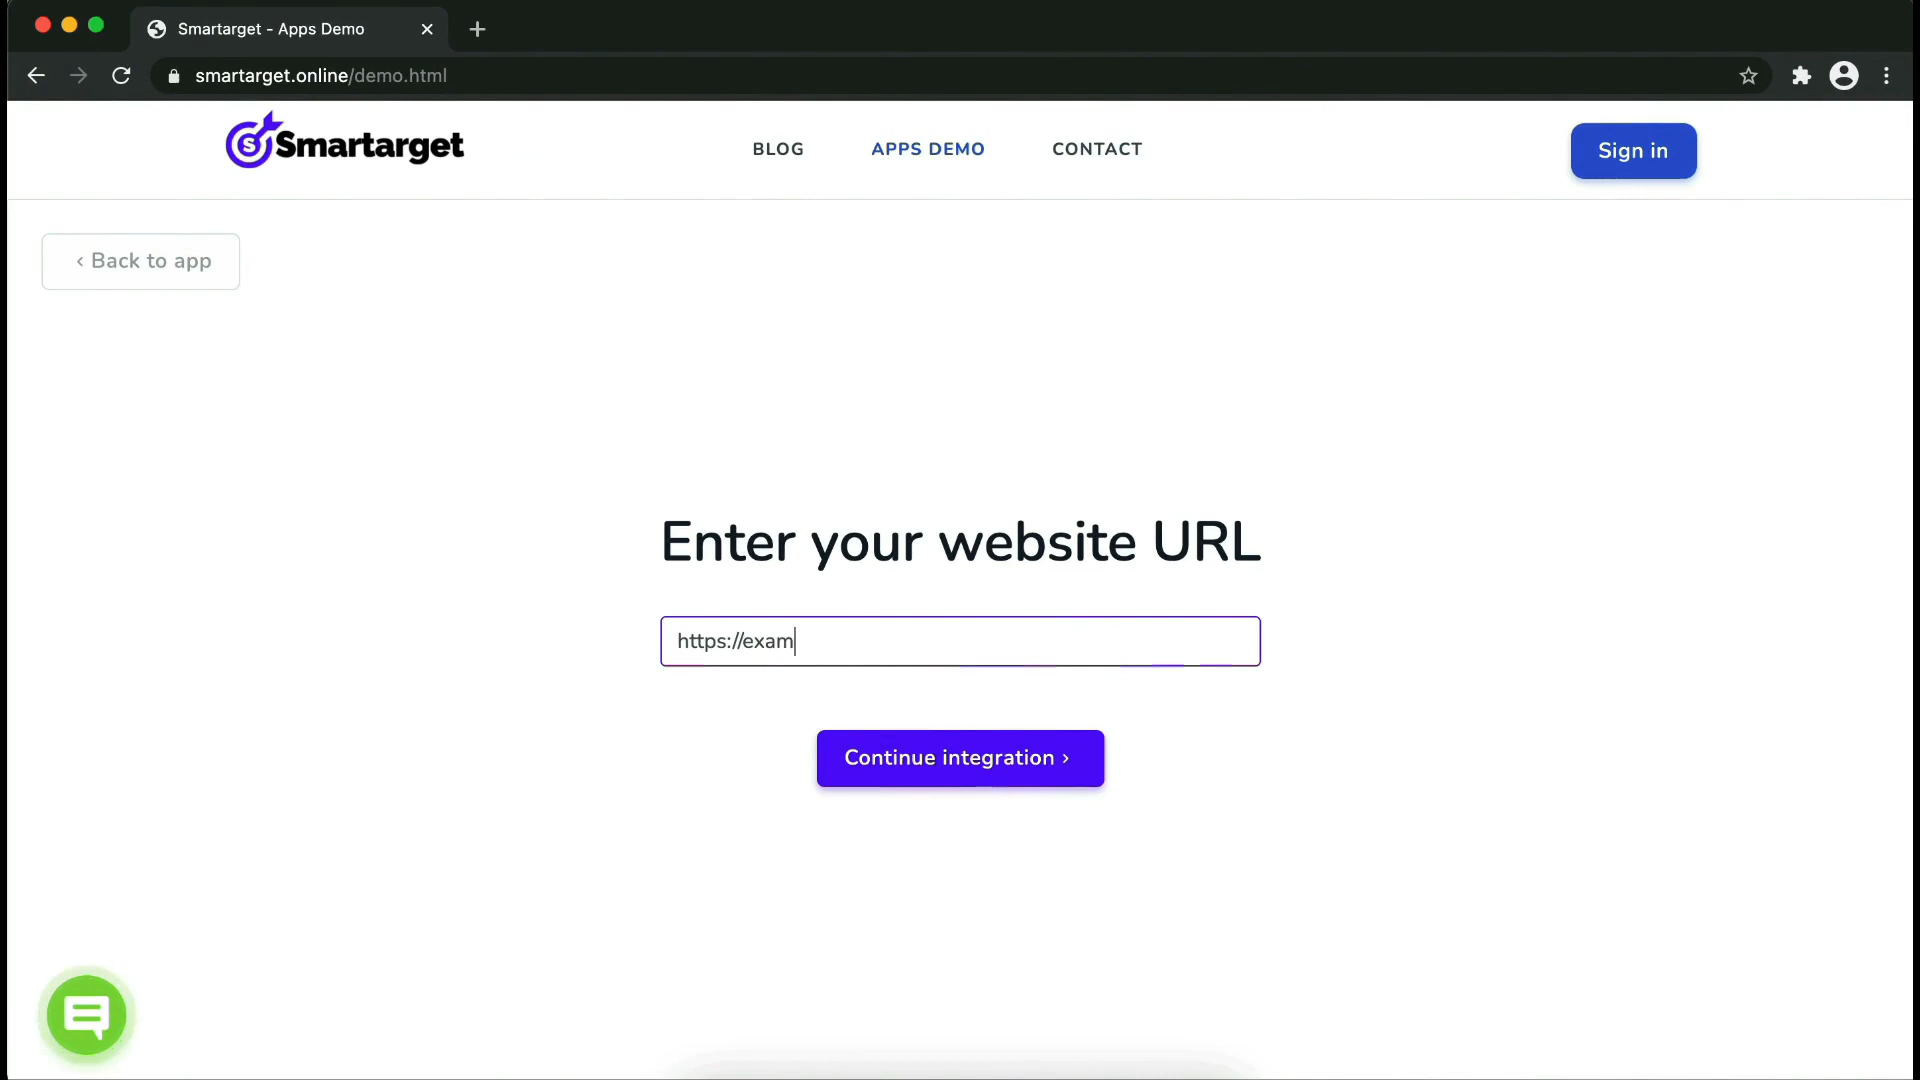 Smartarget - Apps Demo
smartarget.online/demo.html
Smartarget
BLOG
APPS DEMO
CONTACT
Sign in
‹ Back to app
Enter your website URL
https://exam
Continue integration ›